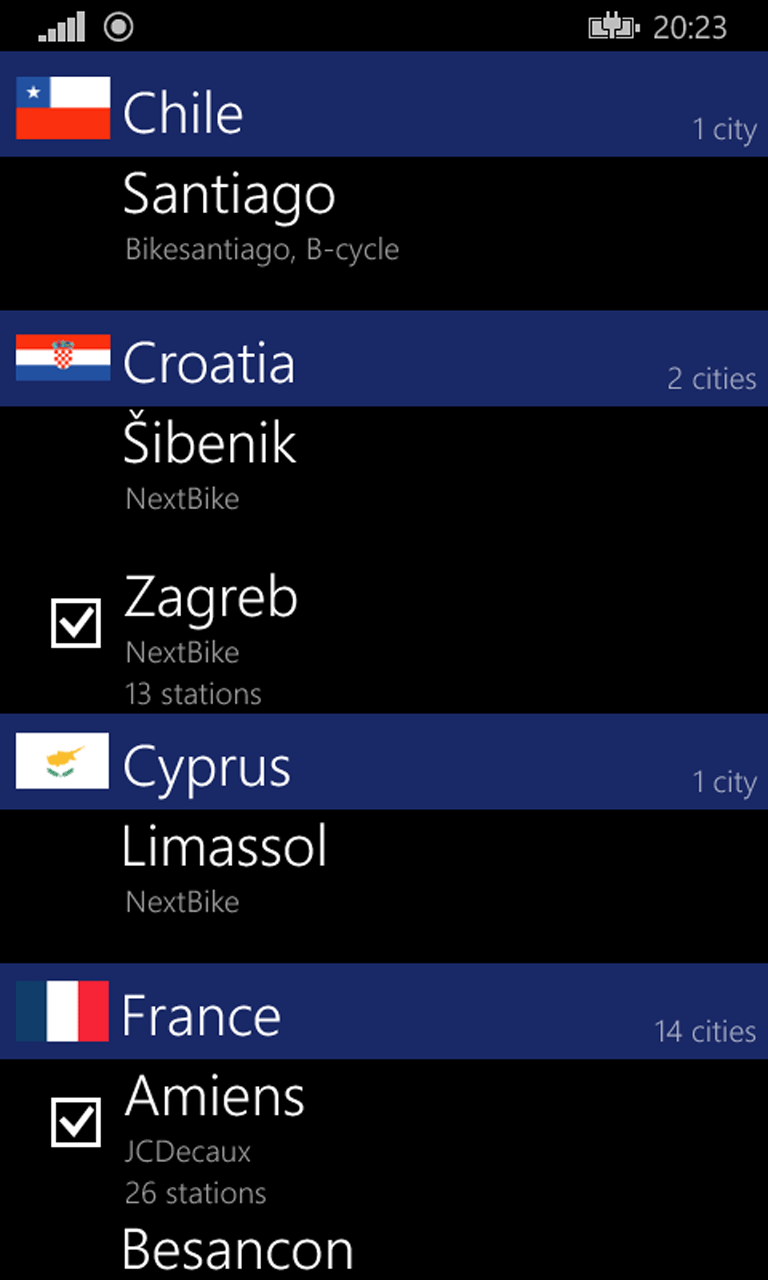 20:23
Chile
1 city
Santiago
Bikesantiago, B-cycle
Croatia
2 cities
Šibenik
NextBike
Zagreb
NextBike
13 stations
Cyprus
1 city
Limassol
NextBike
France
14 cities
Amiens
JCDecaux
26 stations
Besancon